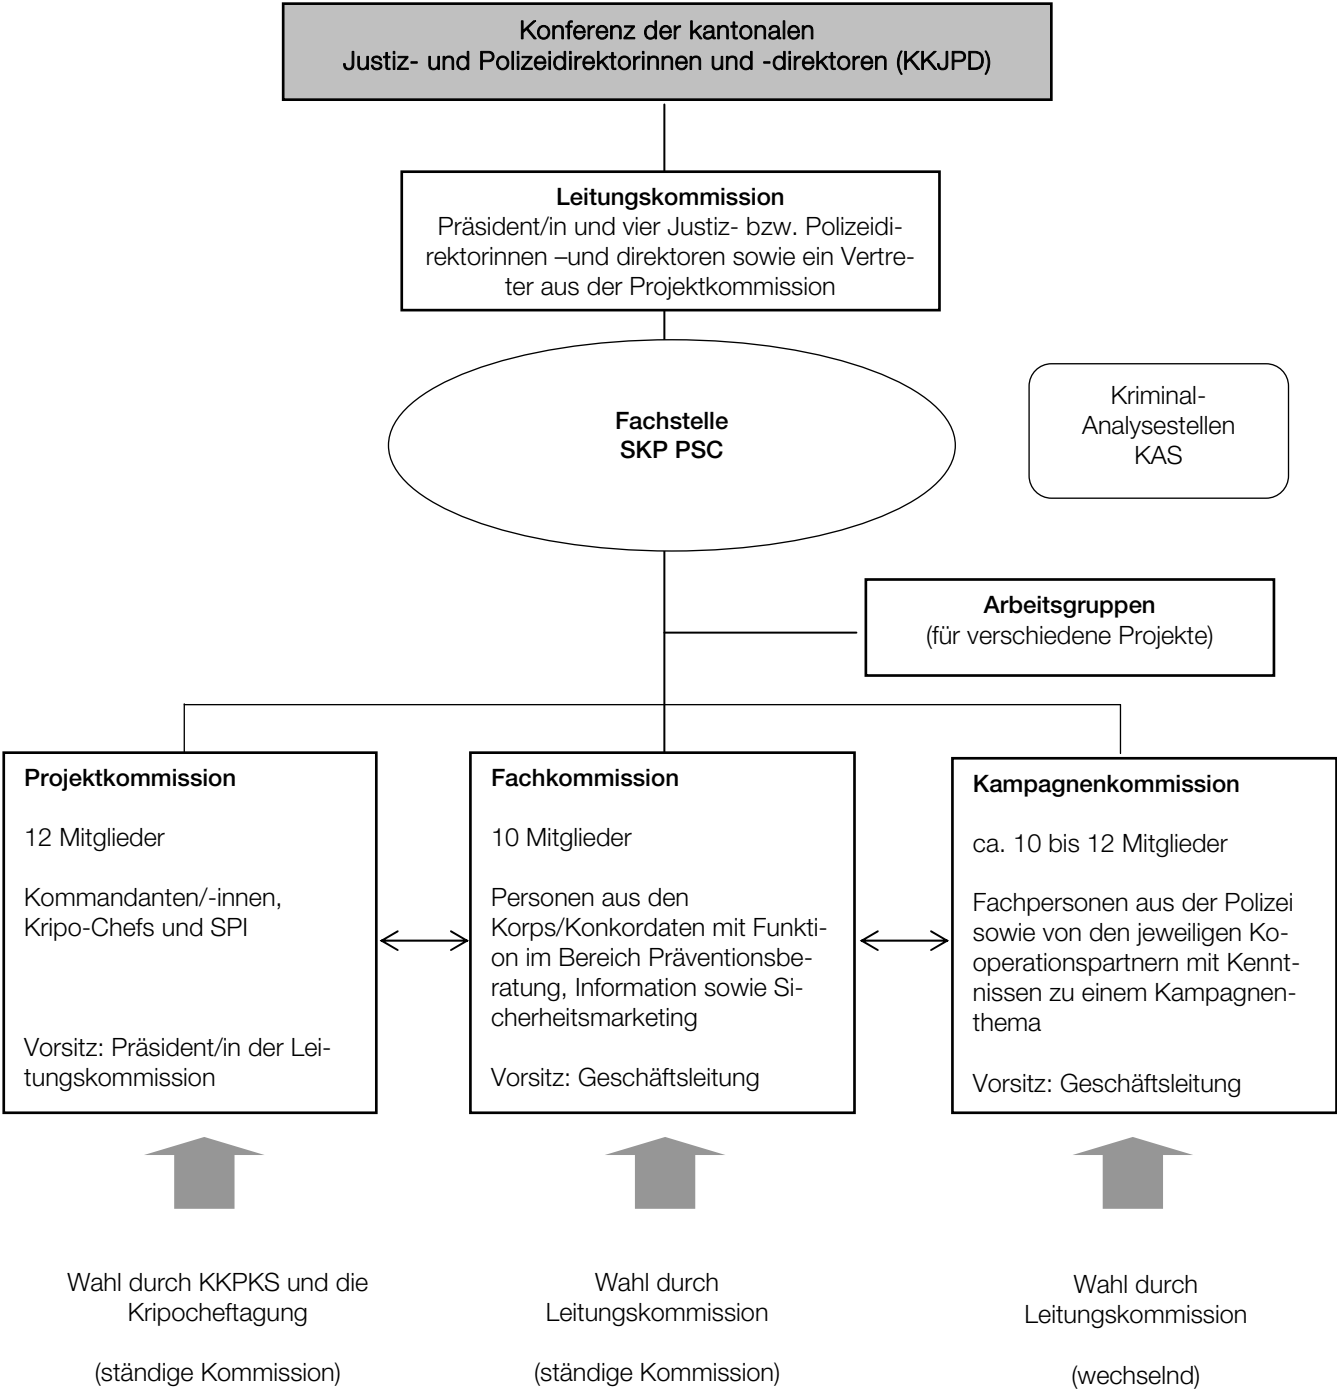 Konferenz der kantonalen
Justiz- und Polizeidirektorinnen und -direktoren (KKJPD)
Leitungskommission
Präsident/in und vier Justiz- bzw. Polizeidi-
rektorinnen –und direktoren sowie ein Vertre-
ter aus der Projektkommission
Fachstelle
SKP PSC
Kriminal-
Analysestellen
KAS
Arbeitsgruppen
(für verschiedene Projekte)
Projektkommission
12 Mitglieder
Kommandanten/-innen,
Kripo-Chefs und SPI
Vorsitz: Präsident/in der Lei-
tungskommission
Fachkommission
10 Mitglieder
Personen aus den
Korps/Konkordaten mit Funkti-
on im Bereich Präventionsbe-
ratung, Information sowie Si-
cherheitsmarketing
Vorsitz: Geschäftsleitung
Kampagnenkommission
ca. 10 bis 12 Mitglieder
Fachpersonen aus der Polizei
sowie von den jeweiligen Ko-
operationspartnern mit Kennt-
nissen zu einem Kampagnen-
thema
Vorsitz: Geschäftsleitung
Wahl durch KKPKS und die
Kripocheftagung
(ständige Kommission)
Wahl durch
Leitungskommission
(ständige Kommission)
Wahl durch
Leitungskommission
(wechselnd)